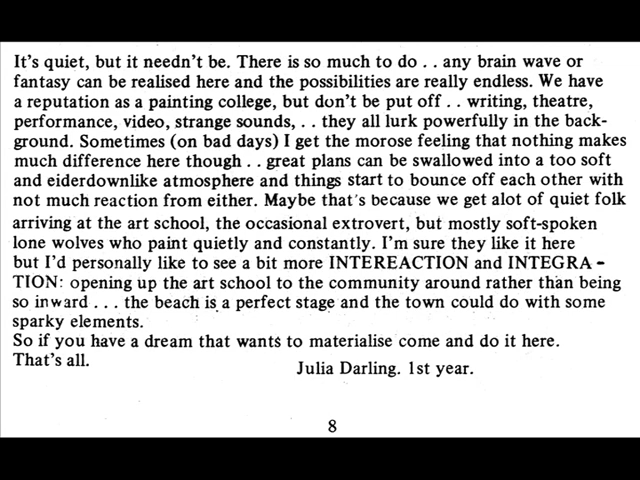 It's quiet, but it needn't be. There is so much to do . . any brain wave or
fantasy can be realised here and the possibilities are really endless. We have
a reputation as a painting college, but don't be put off . . writing, theatre,
performance, video, strange sounds, . . they all lurk powerfully in the back-
ground. Sometimes (on bad days) I get the morose feeling that nothing makes
much difference here though . . great plans can be swallowed into a too soft
and eiderdownlike atmosphere and things start to bounce off each other with
not much reaction from either. Maybe that's because we get alot of quiet folk
arriving at the art school, the occasional extrovert, but mostly soft-spoken
lone wolves who paint quietly and constantly. I'm sure they like it here
but I'd personally like to see a bit more INTEREACTION and INTEGRA -
TION: opening up the art school to the community around rather than being
so inward . . . the beach is a perfect stage and the town could do with some
sparky elements.
So if you have a dream that wants to materialise come and do it here.
That's all.
Julia Darling. 1st year.
8